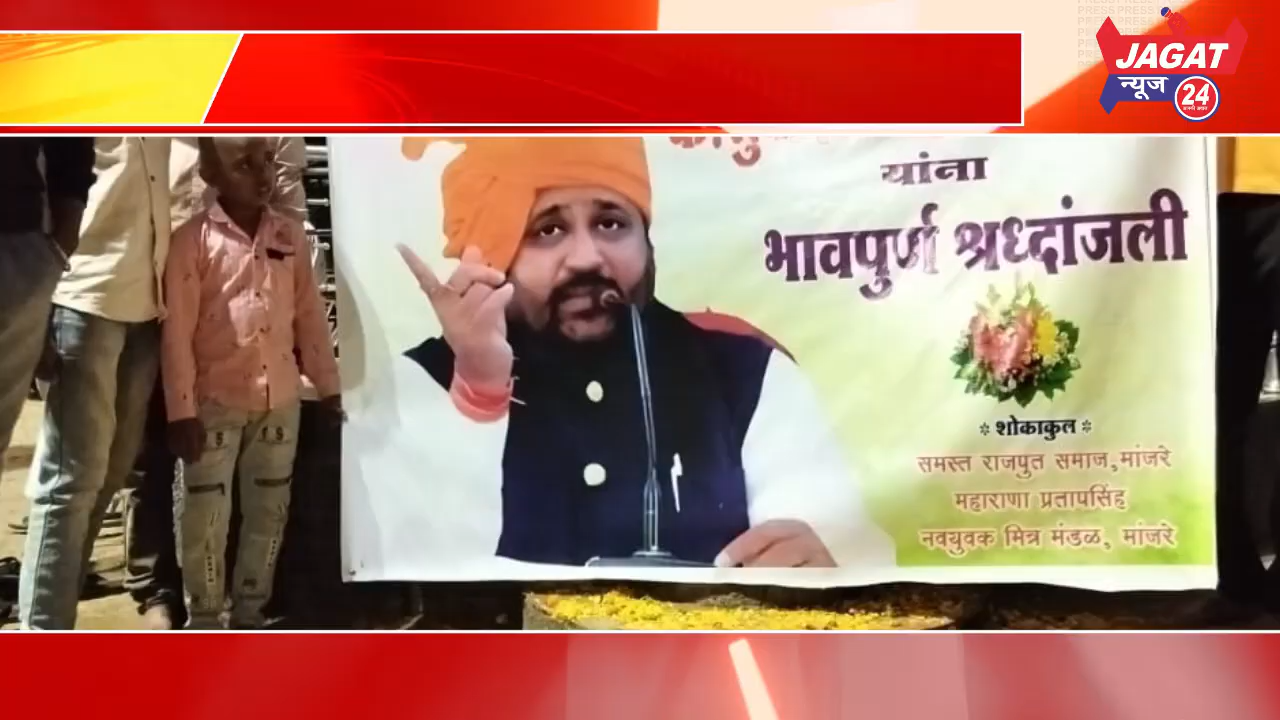 JAGAT
न्यूज
24
यांना
भावपुर्ण श्रध्दांजली
* शोकाकुल *
समस्त राजपुत समाज,मांजरे
महाराणा प्रतापसिंह
नवयुवक मित्र मंडळ, मांजरे